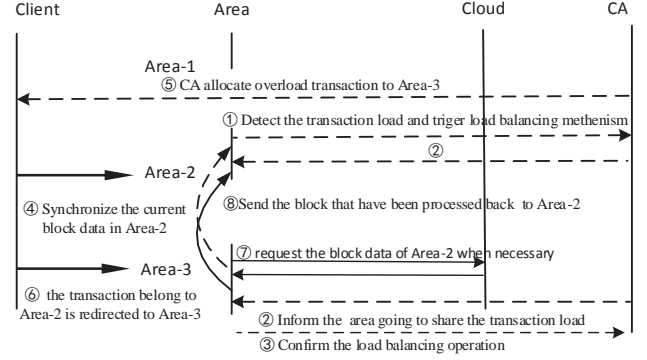 Client Area Cloud CA
Area-1
⑤ CA allocate overload transaction to Area-3
① Detect the transaction load and triger load balancing methenism
②
Area-2
④ Synchronize the current
block data in Area-2
⑧Send the block that have been processed back to Area-2
⑦ request the block data of Area-2 when necessary
Area-3
⑥ the transaction belong to
Area-2 is redirected to Area-3
② Inform the area going to share the transaction load
③ Confirm the load balancing operation